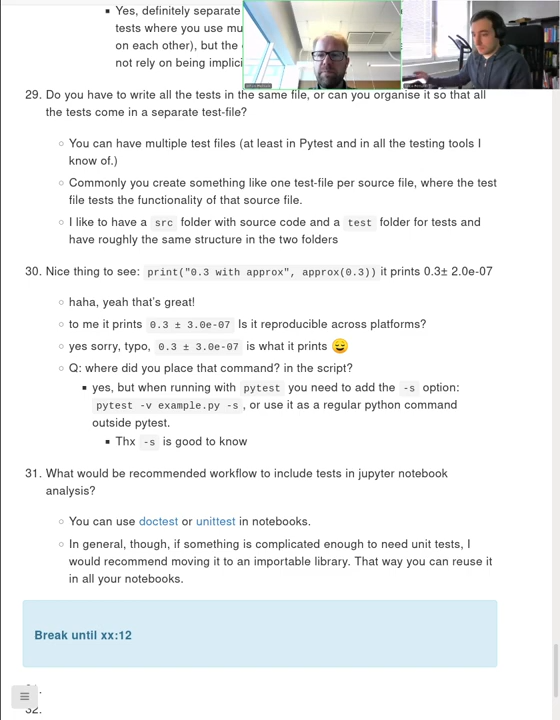 Yes, definitely separate
tests where you use mu
on each other), but the
not rely on being implici
29. Do you have to write all the tests in the same file, or can you organise it so that all
the tests come in a separate test-file?
You can have multiple test files (at least in Pytest and in all the testing tools I
know of.)
Commonly you create something like one test-file per source file, where the test
file tests the functionality of that source file.
I like to have a src folder with source code and a test folder for tests and
have roughly the same structure in the two folders
30. Nice thing to see: print("0.3 with approx", approx(0.3)) it prints 0.3± 2.0e-07
haha, yeah that's great!
to me it prints 0.3 ± 3.0e-07 Is it reproducible across platforms?
yes sorry, typo, 0.3 ± 3.0e-07 is what it prints 😅
Q: where did you place that command? in the script?
yes, but when running with pytest you need to add the -s option:
pytest -v example.py -s, or use it as a regular python command
outside pytest.
Thx -s is good to know
31. What would be recommended workflow to include tests in jupyter notebook
analysis?
You can use doctest or unittest in notebooks.
In general, though, if something is complicated enough to need unit tests, I
would recommend moving it to an importable library. That way you can reuse it
in all your notebooks.
Break until xx:12
32.